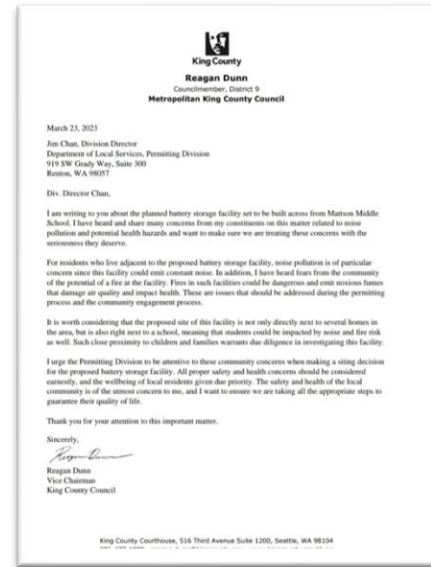 King County
Reagan Dunn
Councilmember, District 9
Metropolitan King County Council
March 23, 2023
Jim Chan, Division Director
Department of Local Services, Permitting Division
919 SW Grady Way, Suite 300
Renton, WA 98057
Div. Director Chan,
I am writing to you about the planned battery storage facility set to be built across from Mattson Middle
School. I have heard and share many concerns from my constituents on this matter related to noise
pollution and potential health hazards and want to make sure we are treating these concerns with the
seriousness they deserve.
For residents who live adjacent to the proposed battery storage facility, noise pollution is of particular
concern since this facility could emit constant noise. In addition, I have heard fears from the community
of the potential of a fire at the facility. Fires in such facilities could be dangerous and emit noxious fumes
that damage air quality and impact health. These are issues that should be addressed during the permitting
process and the community engagement process.
It is worth considering that the proposed site of this facility is not only directly next to several homes in
the area, but is also right next to a school, meaning that students could be impacted by noise and fire risk
as well. Such close proximity to children and families warrants due diligence in investigating this facility.
I urge the Permitting Division to be attentive to these community concerns when making a siting decision
for the proposed battery storage facility. All proper safety and health concerns should be considered
earnestly, and the wellbeing of local residents given due priority. The safety and health of the local
community is of the utmost concern to me, and I want to ensure we are taking all the appropriate steps to
guarantee their quality of life.
Thank you for your attention to this important matter.
Sincerely,
Reagan Dunn
Reagan Dunn
Vice Chairman
King County Council
King County Courthouse, 516 Third Avenue Suite 1200, Seattle, WA 98104